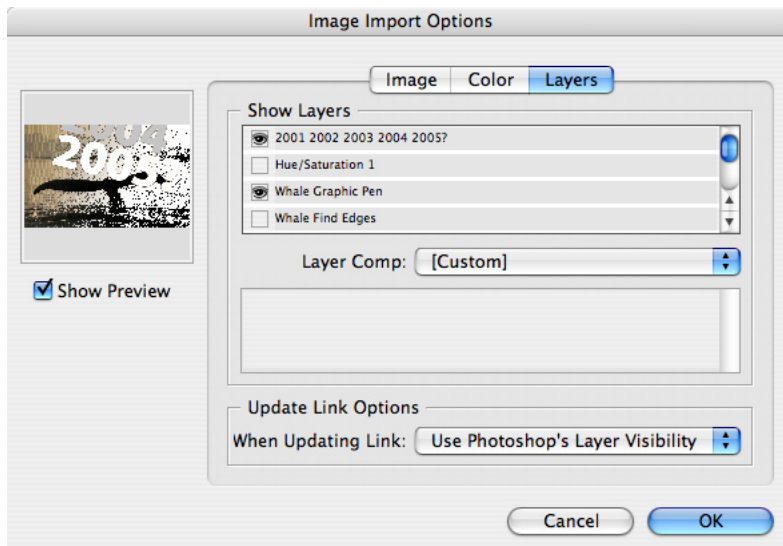 Image Import Options
Image Color Layers
2004
2005
Show Preview
Show Layers
2001 2002 2003 2004 2005?
Hue/Saturation 1
Whale Graphic Pen
Whale Find Edges
Layer Comp: [Custom]
Update Link Options
When Updating Link: Use Photoshop's Layer Visibility
Cancel OK